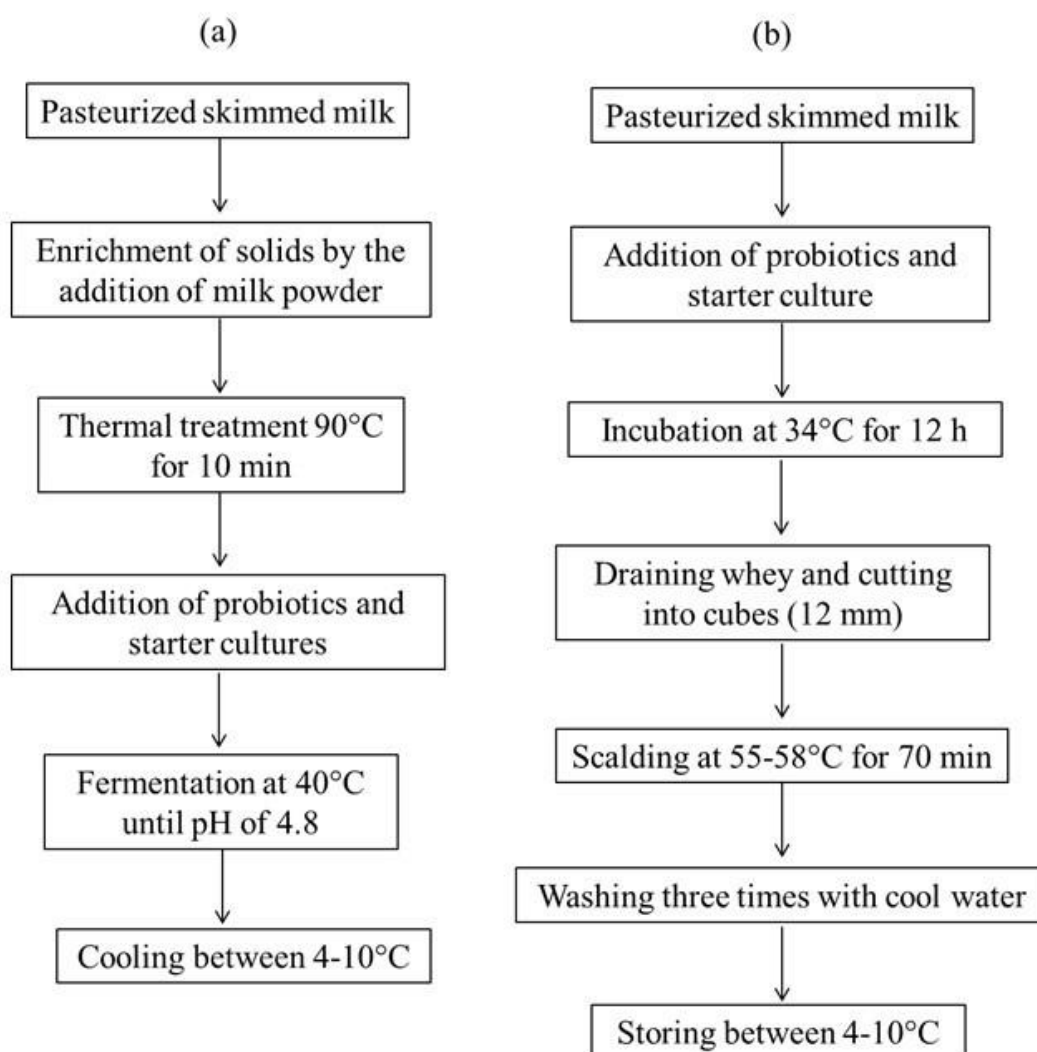 (a)
Pasteurized skimmed milk
Enrichment of solids by the
addition of milk powder
Thermal treatment 90°C
for 10 min
Addition of probiotics and
starter cultures
Fermentation at 40°C
until pH of 4.8
Cooling between 4-10°C
(b)
Pasteurized skimmed milk
Addition of probiotics and
starter culture
Incubation at 34°C for 12 h
Draining whey and cutting
into cubes (12 mm)
Scalding at 55-58°C for 70 min
Washing three times with cool water
Storing between 4-10°C